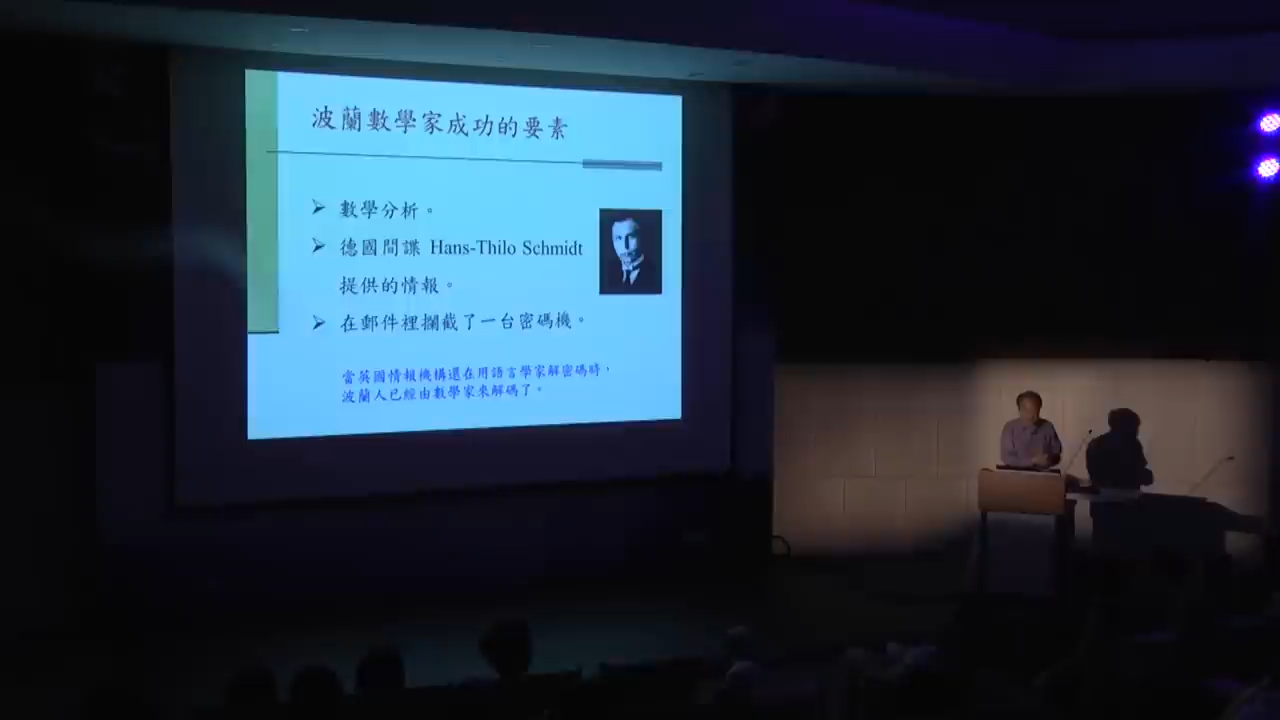 波蘭數學家成功的要素
➢ 數學分析。
➢ 德國間諜 Hans-Thilo Schmidt
提供的情報。
➢ 在郵件裡攔截了一台密碼機。
當英國情報機構還在用語言學家解密碼時，
波蘭人已經由數學家來解碼了。